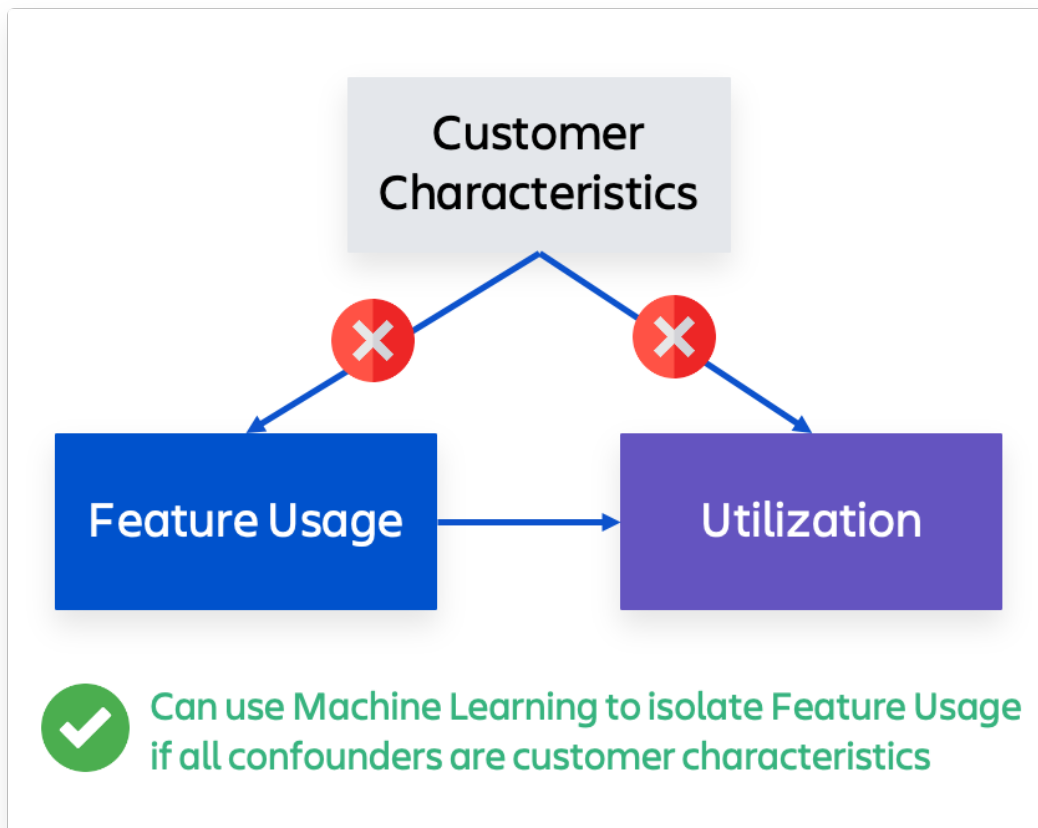 Customer
Characteristics
Feature Usage
Utilization
Can use Machine Learning to isolate Feature Usage
if all confounders are customer characteristics